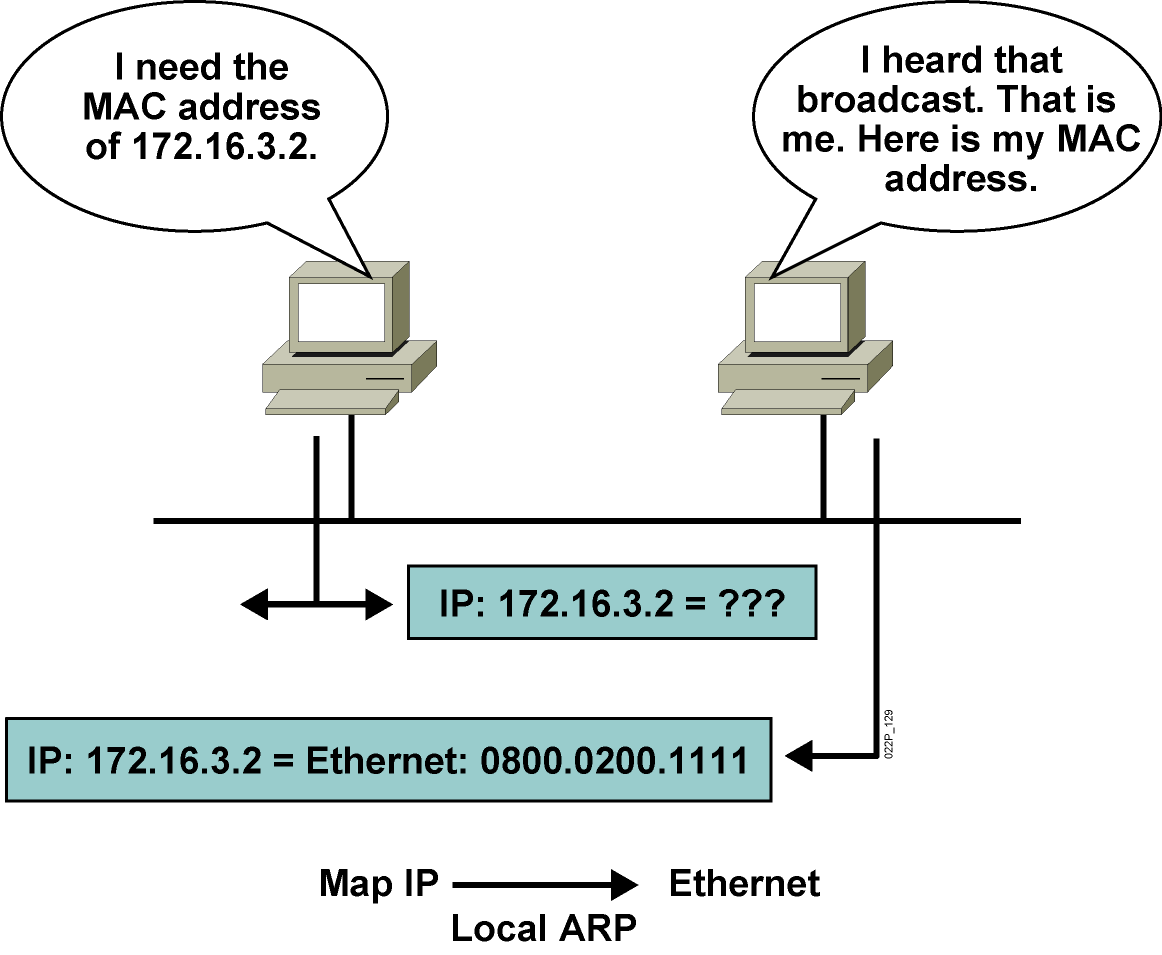 I need the
MAC address
of 172.16.3.2.
I heard that
broadcast. That is
me. Here is my MAC
address.
IP: 172.16.3.2 = ???
IP: 172.16.3.2 = Ethernet: 0800.0200.1111
022P_129
Map IP
Ethernet
Local ARP